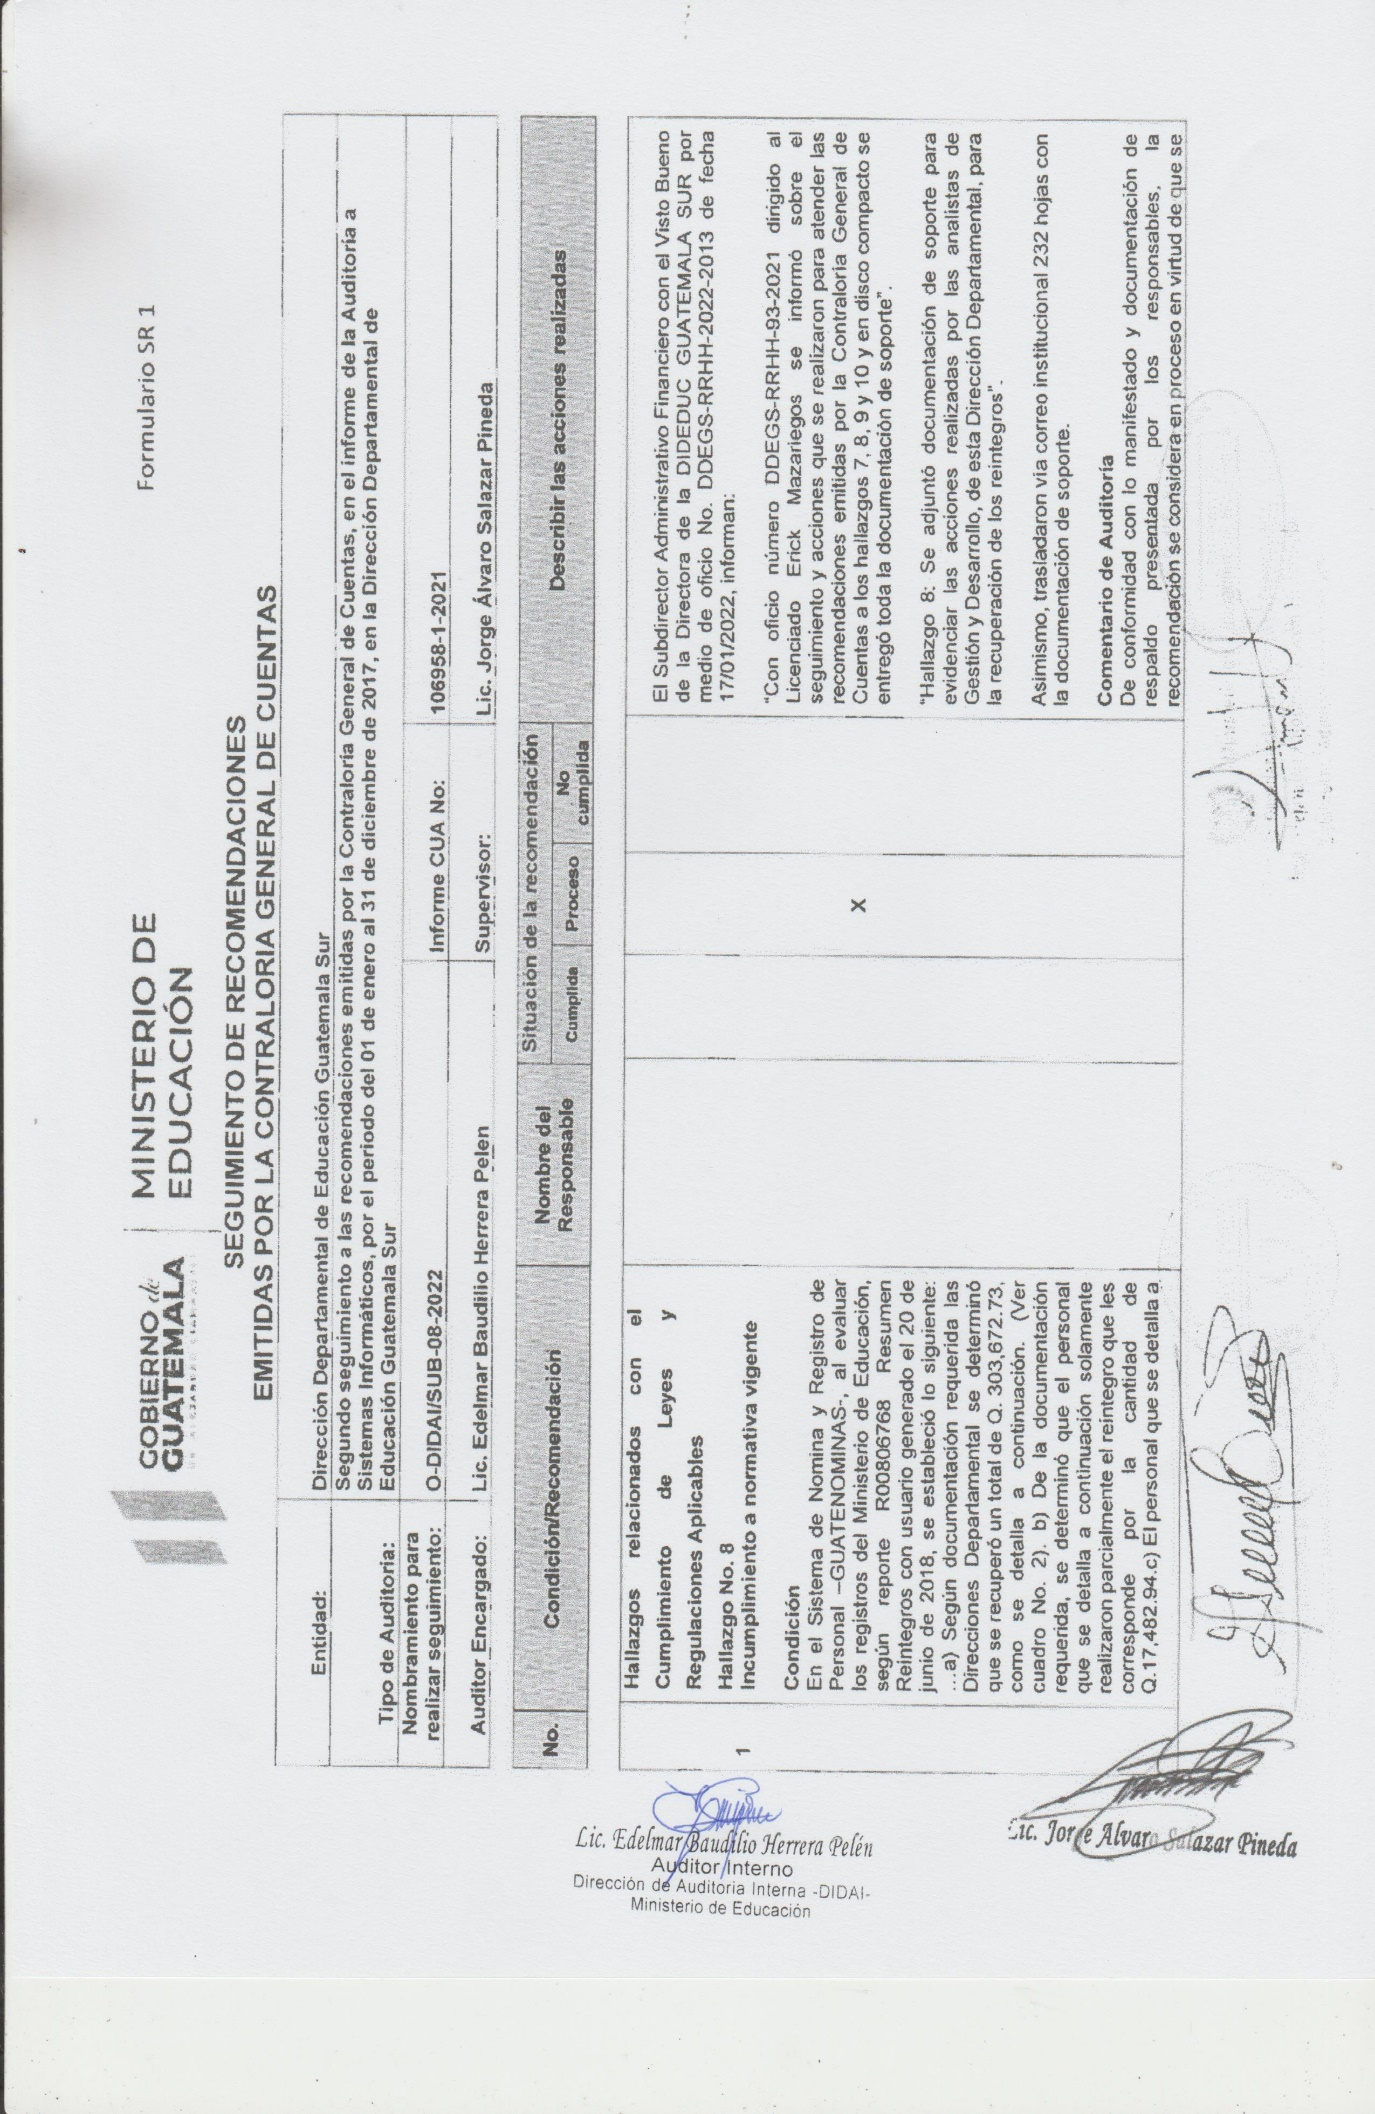 GOBIERNO de
GUATEMALA
MINISTERIO DE
EDUCACIÓN
Formulario SR 1
SEGUIMIENTO DE RECOMENDACIONES
EMITIDAS POR LA CONTRALORIA GENERAL DE CUENTAS
Entidad: Dirección Departamental de Educación Guatemala Sur
Tipo de Auditoria: Segundo seguimiento a las recomendaciones emitidas por la Contraloría General de Cuentas, en el informe de la Auditoría a
Sistemas Informáticos, por el periodo del 01 de enero al 31 de diciembre de 2017, en la Dirección Departamental de
Educación Guatemala Sur
Nombramiento para
realizar seguimiento: O-DIDAI/SUB-08-2022 Informe CUA No: 106958-1-2021
Auditor Encargado: Lic. Edelmar Baudilio Herrera Pelen Supervisor: Lic. Jorge Álvaro Salazar Pineda
No. Condición/Recomendación
Nombre del
Responsable
Situación de la recomendación
Cumplida Proceso No
cumplida
Describir las acciones realizadas
1
Hallazgos relacionados con el
Cumplimiento de Leyes y
Regulaciones Aplicables
Hallazgo No. 8
Incumplimiento a normativa vigente
Condición
En el Sistema de Nomina y Registro de
Personal –GUATENOMINAS-, al evaluar
los registros del Ministerio de Educación,
según reporte R00806768 Resumen
Reintegros con usuario generado el 20 de
junio de 2018, se estableció lo siguiente:
...a) Según documentación requerida las
Direcciones Departamental se determinó
que se recuperó un total de Q. 303,672.73,
como se detalla a continuación. (Ver
cuadro No. 2). b) De la documentación
requerida, se determinó que el personal
que se detalla a continuación solamente
realizaron parcialmente el reintegro que les
corresponde por la cantidad de
Q.17,482.94.c) El personal que se detalla a
X
El Subdirector Administrativo Financiero con el Visto Bueno
de la Directora de la DIDEDUC GUATEMALA SUR por
medio de oficio No. DDEGS-RRHH-2022-2013 de fecha
17/01/2022, informan:
“Con oficio número DDEGS-RRHH-93-2021 dirigido al
Licenciado Erick Mazariegos se informó sobre el
seguimiento y acciones que se realizaron para atender las
recomendaciones emitidas por la Contraloría General de
Cuentas a los hallazgos 7, 8, 9 y 10 y en disco compacto se
entregó toda la documentación de soporte”.
“Hallazgo 8: Se adjuntó documentación de soporte para
evidenciar las acciones realizadas por las analistas de
Gestión y Desarrollo, de esta Dirección Departamental, para
la recuperación de los reintegros”.
Asimismo, trasladaron vía correo institucional 232 hojas con
la documentación de soporte.
Comentario de Auditoría
De conformidad con lo manifestado y documentación de
respaldo presentada por los responsables, la
recomendación se considera en proceso en virtud de que se
Lic. Edelmar Baudilio Herrera Pelén
Auditor Interno
Dirección de Auditoria Interna -DIDAI-
Ministerio de Educación
Lic. Jorge Alvaro Salazar Pineda